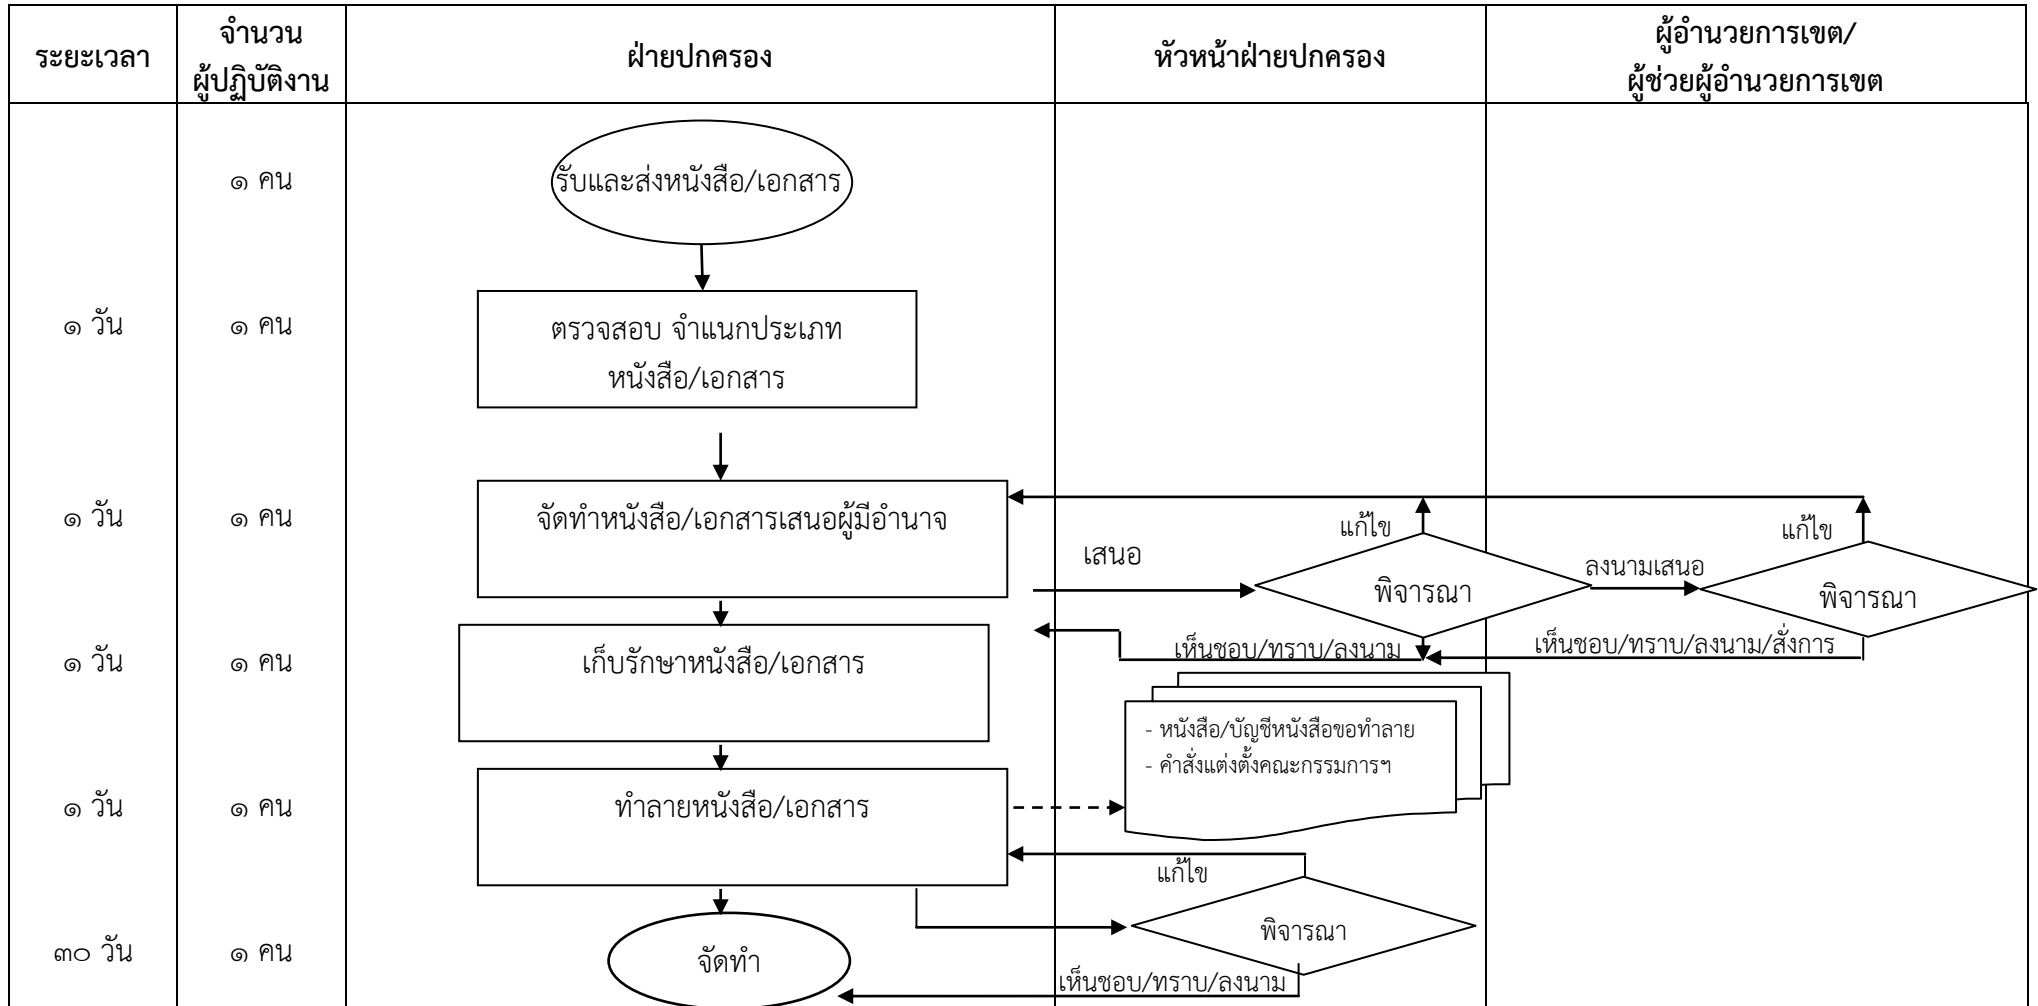 ระยะเวลา
จำนวน
ผู้ปฏิบัติงาน
ฝ่ายปกครอง
หัวหน้าฝ่ายปกครอง
ผู้อำนวยการเขต/
ผู้ช่วยผู้อำนวยการเขต
๑ คน
รับและส่งหนังสือ/เอกสาร
๑ วัน
๑ คน
ตรวจสอบ จำแนกประเภท
หนังสือ/เอกสาร
๑ วัน
๑ คน
จัดทำหนังสือ/เอกสารเสนอผู้มีอำนาจ
เสนอ
แก้ไข
พิจารณา
ลงนามเสนอ
แก้ไข
พิจารณา
๑ วัน
๑ คน
เก็บรักษาหนังสือ/เอกสาร
เห็นชอบ/ทราบ/ลงนาม
เห็นชอบ/ทราบ/ลงนาม/สั่งการ
- หนังสือ/บัญชีหนังสือขอทำลาย
- คำสั่งแต่งตั้งคณะกรรมการฯ
๑ วัน
๑ คน
ทำลายหนังสือ/เอกสาร
แก้ไข
พิจารณา
๓๐ วัน
๑ คน
จัดทำ
เห็นชอบ/ทราบ/ลงนาม